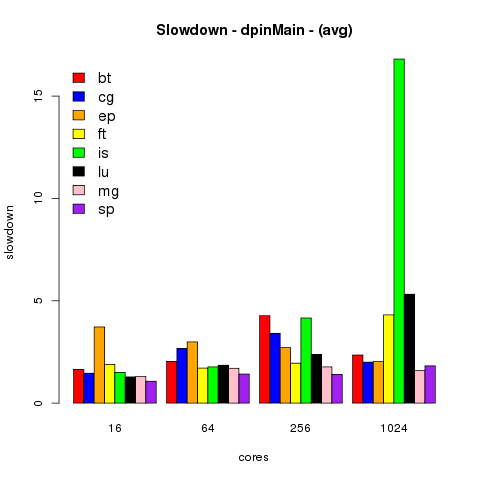 Slowdown - dpinMain - (avg)
bt
cg
ep
ft
is
lu
mg
sp
slowdown
15
10
5
0
16 64 256 1024
cores